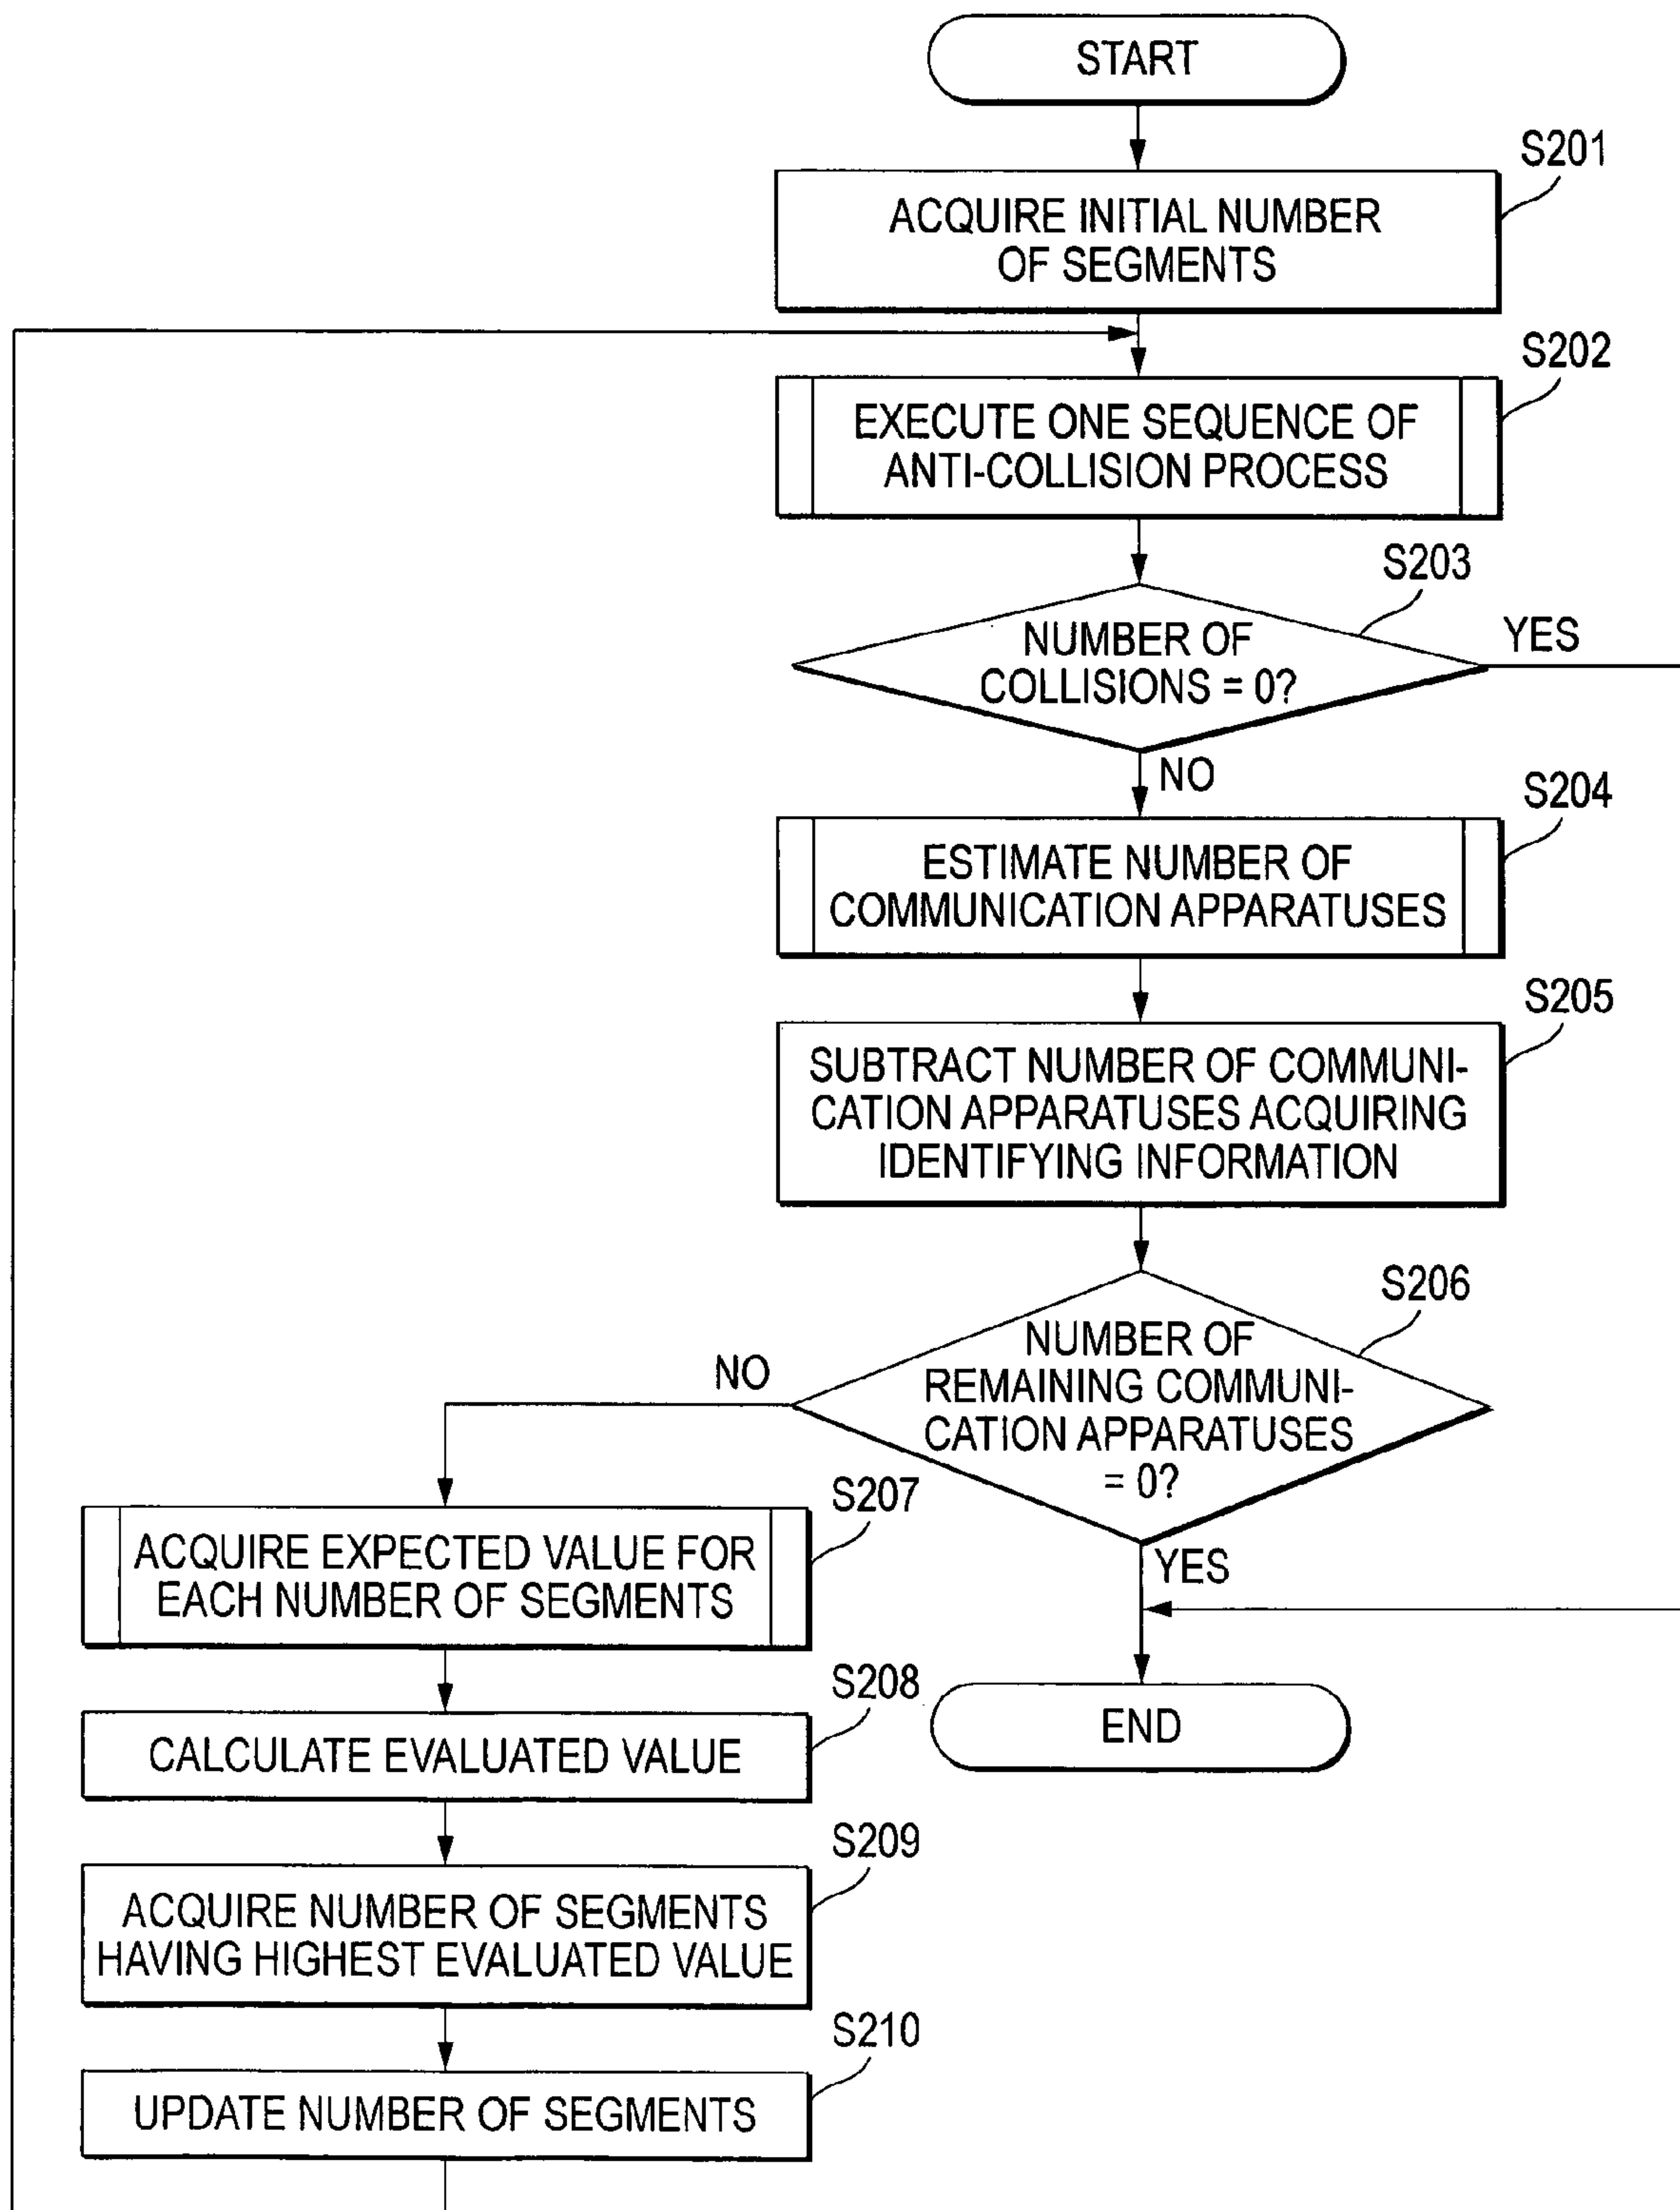 START
S201
ACQUIRE INITIAL NUMBER
OF SEGMENTS
S202
EXECUTE ONE SEQUENCE OF
ANTI-COLLISION PROCESS
S203
NUMBER OF
COLLISIONS = 0?
YES
NO
S204
ESTIMATE NUMBER OF
COMMUNICATION APPARATUSES
S205
SUBTRACT NUMBER OF COMMUNI-
CATION APPARATUSES ACQUIRING
IDENTIFYING INFORMATION
S206
NUMBER OF
REMAINING COMMUNI-
CATION APPARATUSES
= 0?
NO
YES
S207
ACQUIRE EXPECTED VALUE FOR
EACH NUMBER OF SEGMENTS
S208
CALCULATE EVALUATED VALUE
END
S209
ACQUIRE NUMBER OF SEGMENTS
HAVING HIGHEST EVALUATED VALUE
S210
UPDATE NUMBER OF SEGMENTS